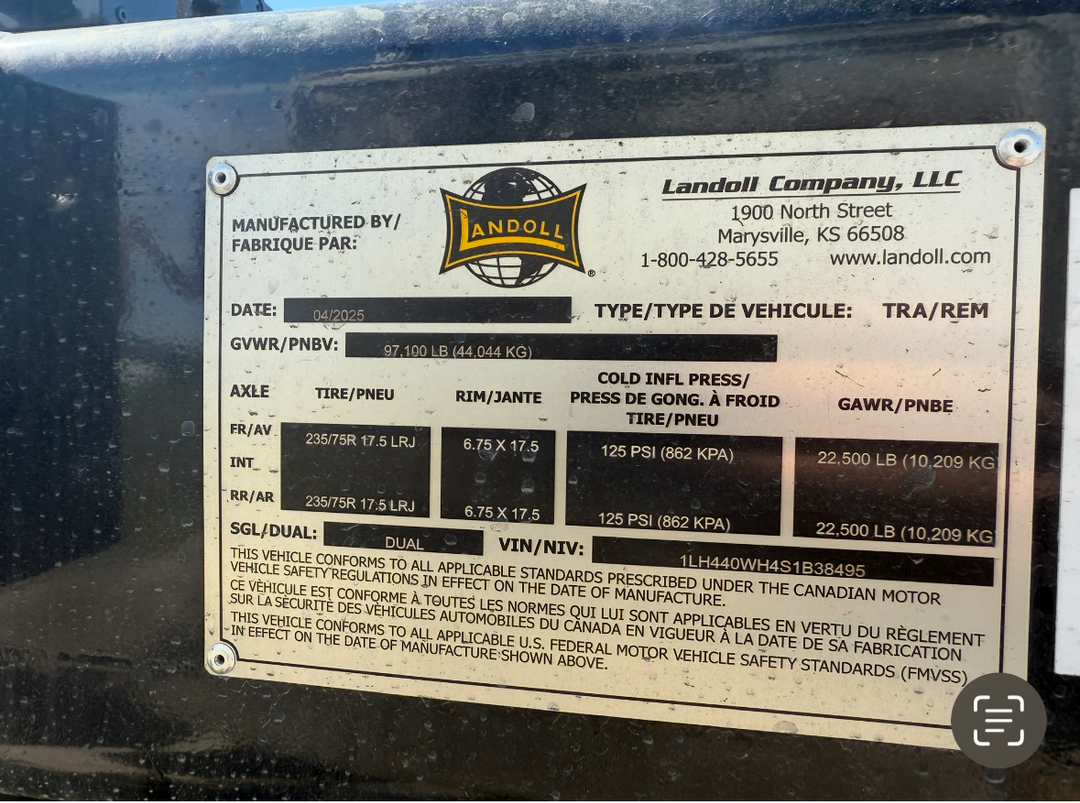 MANUFACTURED BY/
FABRIQUE PAR:
LANDOLL
®
Landoll Company, LLC
1900 North Street
Marysville, KS 66508
1-800-428-5655 www.landoll.com
DATE: 04/2025 TYPE/TYPE DE VEHICULE: TRA/REM
GVWR/PNBV: 97,100 LB (44,044 KG)
AXLE TIRE/PNEU RIM/JANTE COLD INFL PRESS/
PRESS DE GONG. À FROID
TIRE/PNEU GAWR/PNBE
FR/AV 235/75R 17.5 LRJ 6.75 X 17.5 125 PSI (862 KPA) 22,500 LB (10,209 KG)
INT
RR/AR 235/75R 17.5 LRJ 6.75 X 17.5 125 PSI (862 KPA) 22,500 LB (10,209 KG)
SGL/DUAL: DUAL VIN/NIV: 1LH440WH4S1B38495
THIS VEHICLE CONFORMS TO ALL APPLICABLE STANDARDS PRESCRIBED UNDER THE CANADIAN MOTOR
VEHICLE SAFETY REGULATIONS IN EFFECT ON THE DATE OF MANUFACTURE.
CE VÈHICULE EST CONFORME À TOUTES LES NORMES QUI LUI SONT APPLICABLES EN VERTU DU RÈGLEMENT
SUR LA SÈCURITÈ DES VÈHICULES AUTOMOBILES DU CANADA EN VIGUEUR À LA DATE DE SA FABRICATION
THIS VEHICLE CONFORMS TO ALL APPLICABLE U.S. FEDERAL MOTOR VEHICLE SAFETY STANDARDS (FMVSS)
IN EFFECT ON THE DATE OF MANUFACTURE SHOWN ABOVE.